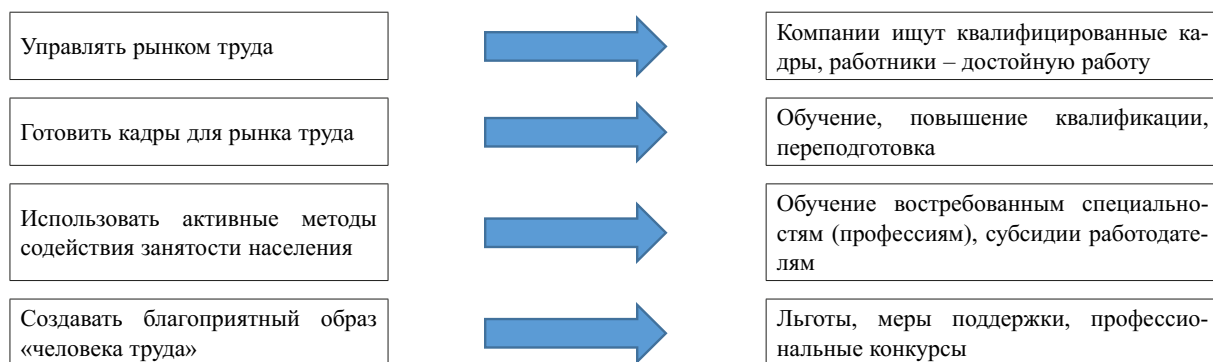 Управлять рынком труда
Компании ищут квалифицированные ка-
дры, работники – достойную работу
Готовить кадры для рынка труда
Обучение, повышение квалификации,
переподготовка
Использовать активные методы
содействия занятости населения
Обучение востребованным специально-
стям (профессиям), субсидии работодате-
лям
Создавать благоприятный образ
«человека труда»
Льготы, меры поддержки, профессио-
нальные конкурсы